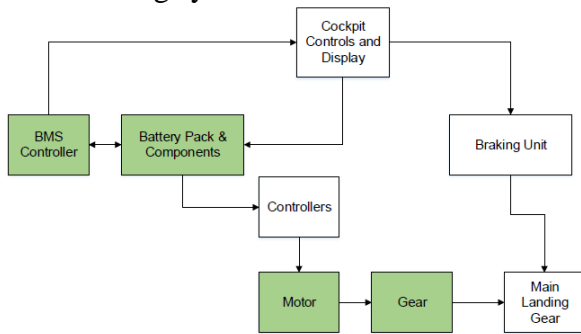 Cockpit
Controls and
Display
BMS
Controller
Battery Pack &
Components
Braking Unit
Controllers
Motor
Gear
Main
Landing
Gear